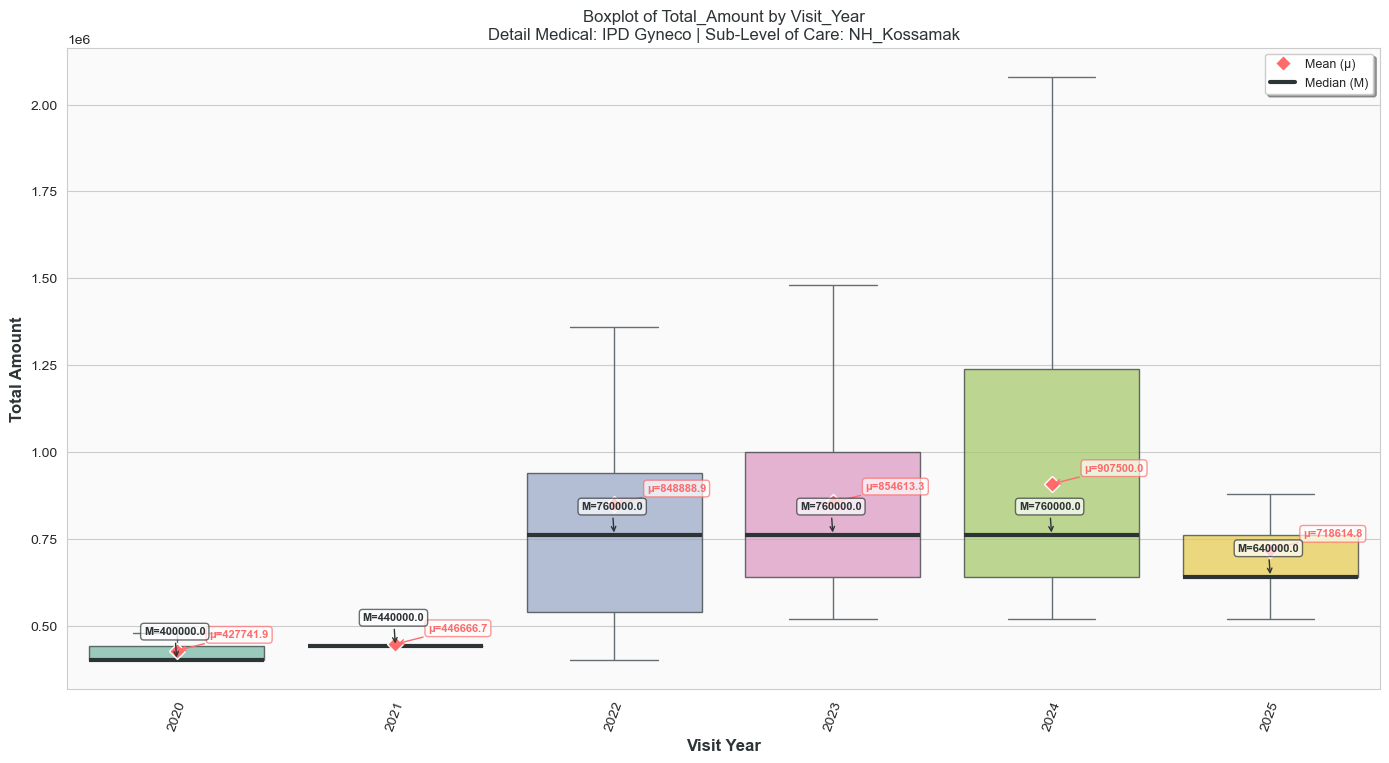 Boxplot of Total_Amount by Visit_Year
Detail Medical: IPD Gyneco | Sub-Level of Care: NH_Kossamak
1e6
Mean (μ)
Median (M)
2.00
1.75
1.50
1.25
1.00
0.75
0.50
Total Amount
M=400000.0
μ=427741.9
M=440000.0
μ=446666.7
μ=848888.9
M=760000.0
μ=854613.3
M=760000.0
μ=907500.0
M=760000.0
μ=718614.8
M=640000.0
2020
2021
2022
2023
2024
2025
Visit Year